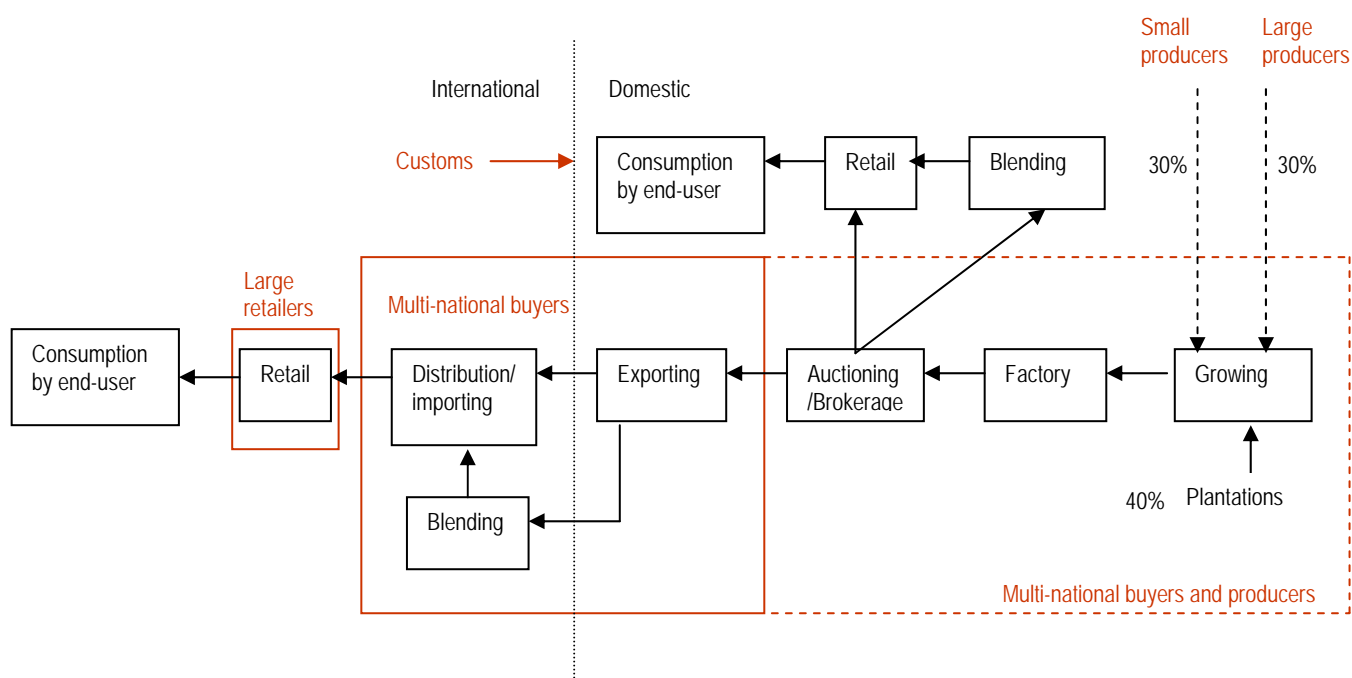 Small
producers
Large
producers
International
Domestic
Customs
Consumption
by end-user
Retail
Blending
30%
30%
Large
retailers
Multi-national buyers
Consumption
by end-user
Retail
Distribution/
importing
Exporting
Auctioning
/Brokerage
Factory
Growing
Blending
40%
Plantations
Multi-national buyers and producers